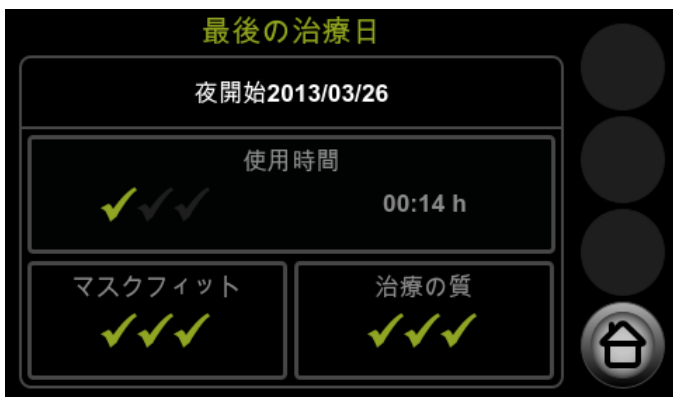 最後の治療日
夜開始2013/03/26
使用時間
00:14 h
マスクフィット
治療の質